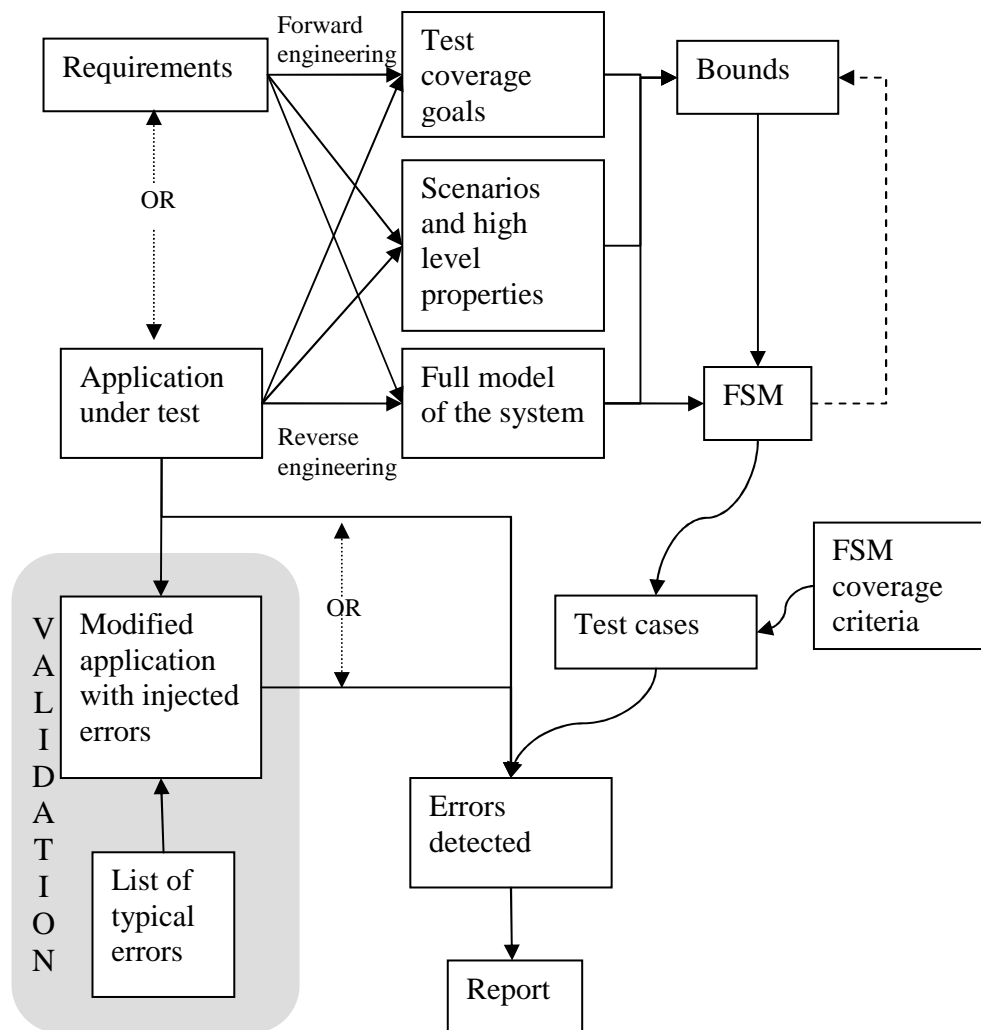 Forward
engineering
Requirements
Test
coverage
goals
Bounds
OR
Scenarios
and high
level
properties
Application
under test
Full model
of the system
FSM
Reverse
engineering
FSM
coverage
criteria
OR
Test cases
VALIDATION
Modified
application
with injected
errors
Errors
detected
List of
typical
errors
Report